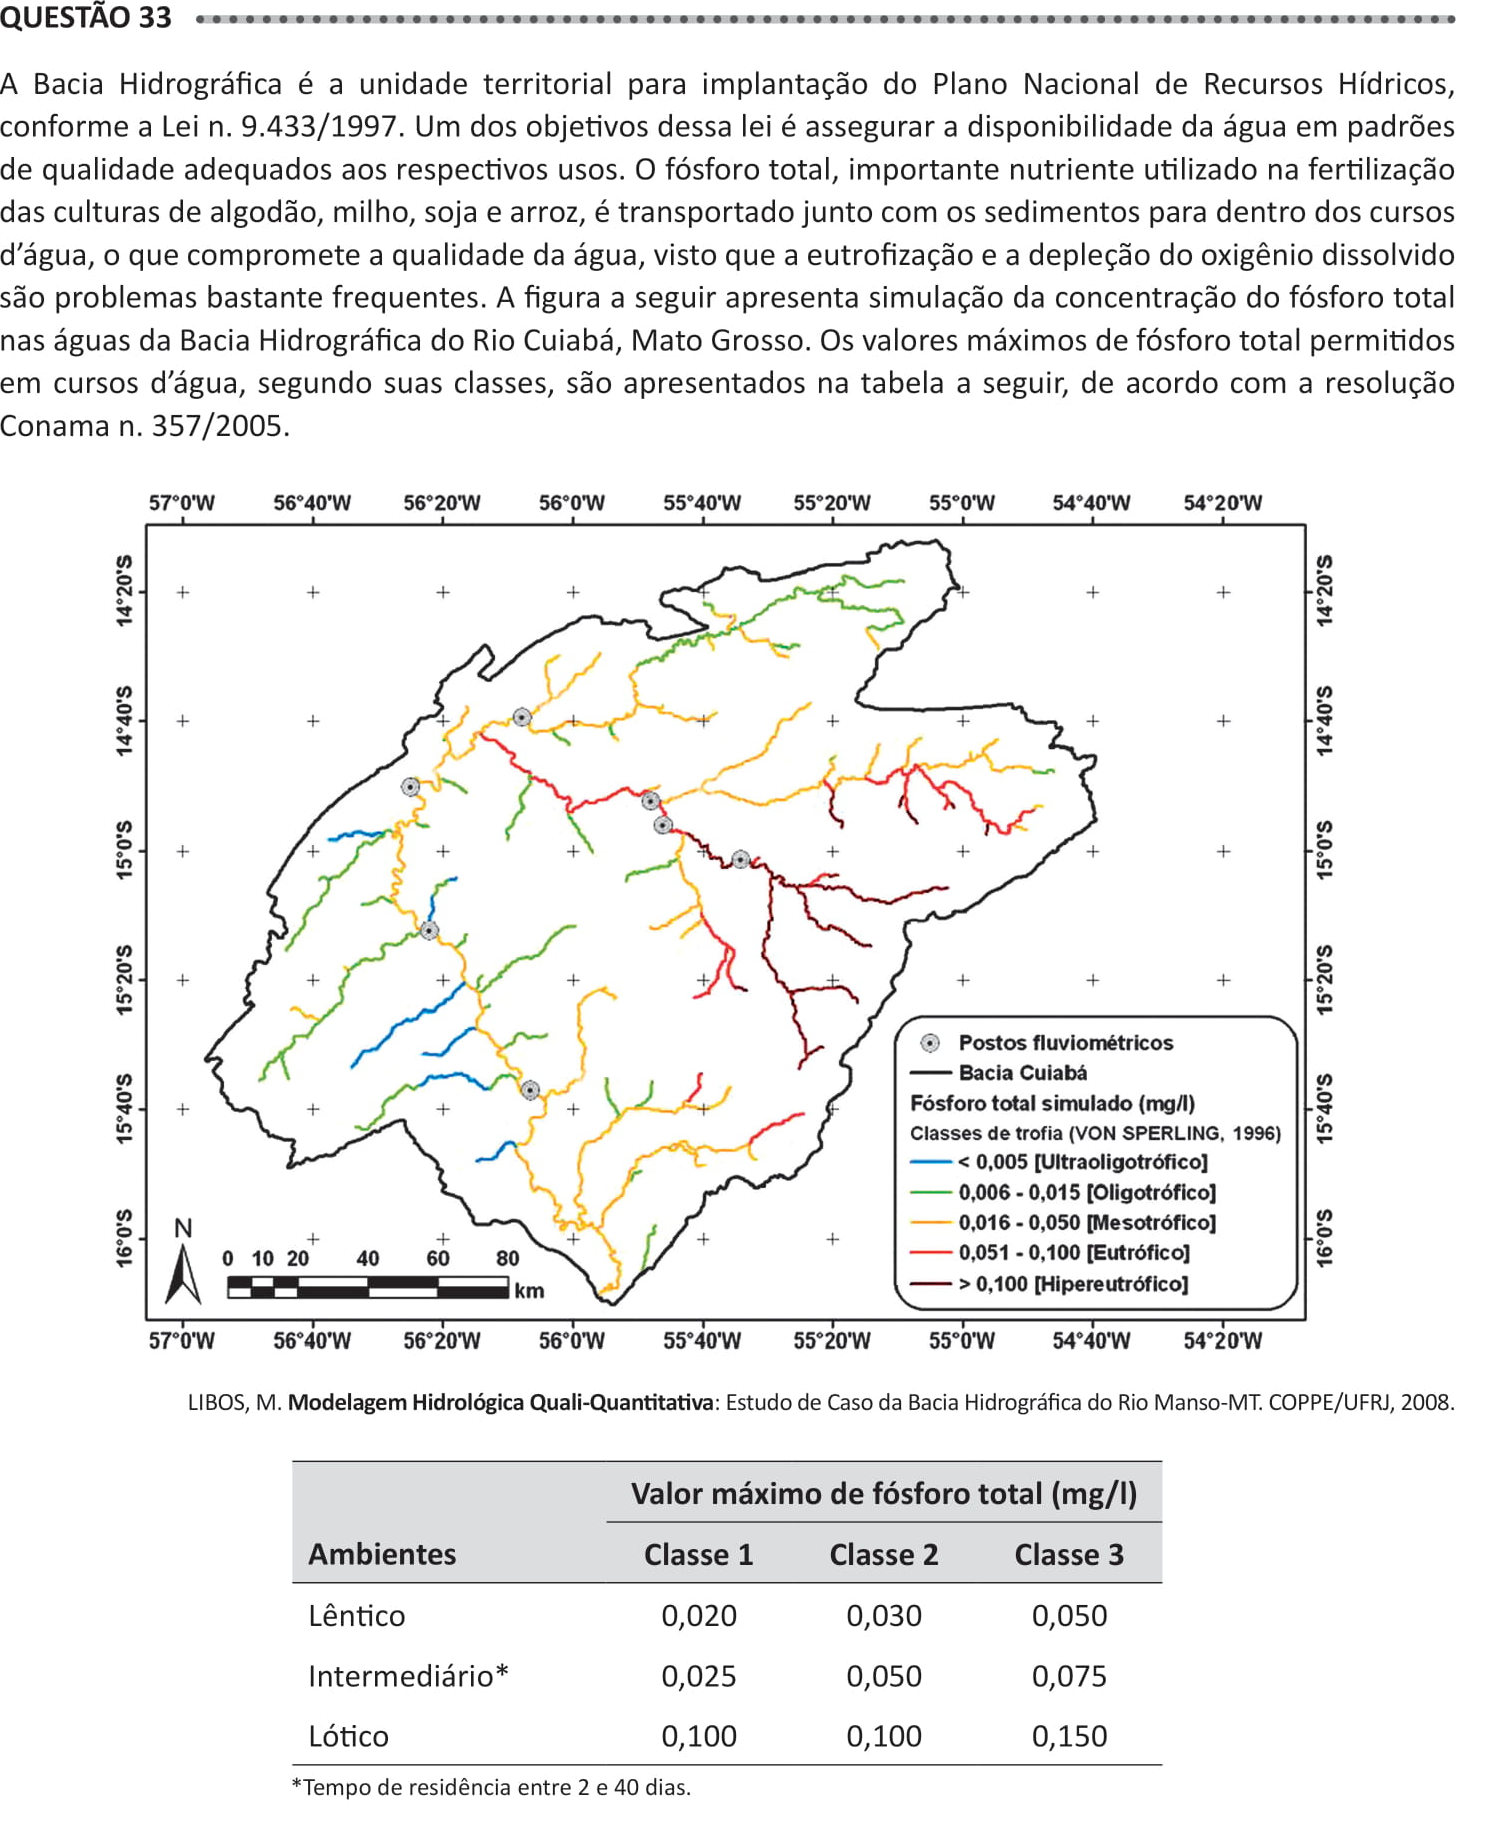 QUESTÃO 33
A Bacia Hidrográfica é a unidade territorial para implantação do Plano Nacional de Recursos Hídricos,
conforme a Lei n. 9.433/1997. Um dos objetivos dessa lei é assegurar a disponibilidade da água em padrões
de qualidade adequados aos respectivos usos. O fósforo total, importante nutriente utilizado na fertilização
das culturas de algodão, milho, soja e arroz, é transportado junto com os sedimentos para dentro dos cursos
d’água, o que compromete a qualidade da água, visto que a eutrofização e a depleção do oxigênio dissolvido
são problemas bastante frequentes. A figura a seguir apresenta simulação da concentração do fósforo total
nas águas da Bacia Hidrográfica do Rio Cuiabá, Mato Grosso. Os valores máximos de fósforo total permitidos
em cursos d’água, segundo suas classes, são apresentados na tabela a seguir, de acordo com a resolução
Conama n. 357/2005.
57°0'W 56°40'W 56°20'W 56°0'W 55°40'W 55°20'W 55°0'W 54°40'W 54°20'W
14°20'S 14°20'S
14°40'S 14°40'S
15°0'S 15°0'S
15°20'S 15°20'S
15°40'S 15°40'S
16°0'S 16°0'S
Postos fluviométricos
Bacia Cuiabá
Fósforo total simulado (mg/l)
Classes de trofia (VON SPERLING, 1996)
< 0,005 [Ultraoligotrófico]
0,006 - 0,015 [Oligotrófico]
0,016 - 0,050 [Mesotrófico]
0,051 - 0,100 [Eutrófico]
> 0,100 [Hipereutrófico]
N
0 10 20 40 60 80
km
57°0'W 56°40'W 56°20'W 56°0'W 55°40'W 55°20'W 55°0'W 54°40'W 54°20'W
LIBOS, M. Modelagem Hidrológica Quali-Quantitativa: Estudo de Caso da Bacia Hidrográfica do Rio Manso-MT. COPPE/UFRJ, 2008.
Valor máximo de fósforo total (mg/l)
Ambientes Classe 1 Classe 2 Classe 3
Lêntico 0,020 0,030 0,050
Intermediário* 0,025 0,050 0,075
Lótico 0,100 0,100 0,150
*Tempo de residência entre 2 e 40 dias.